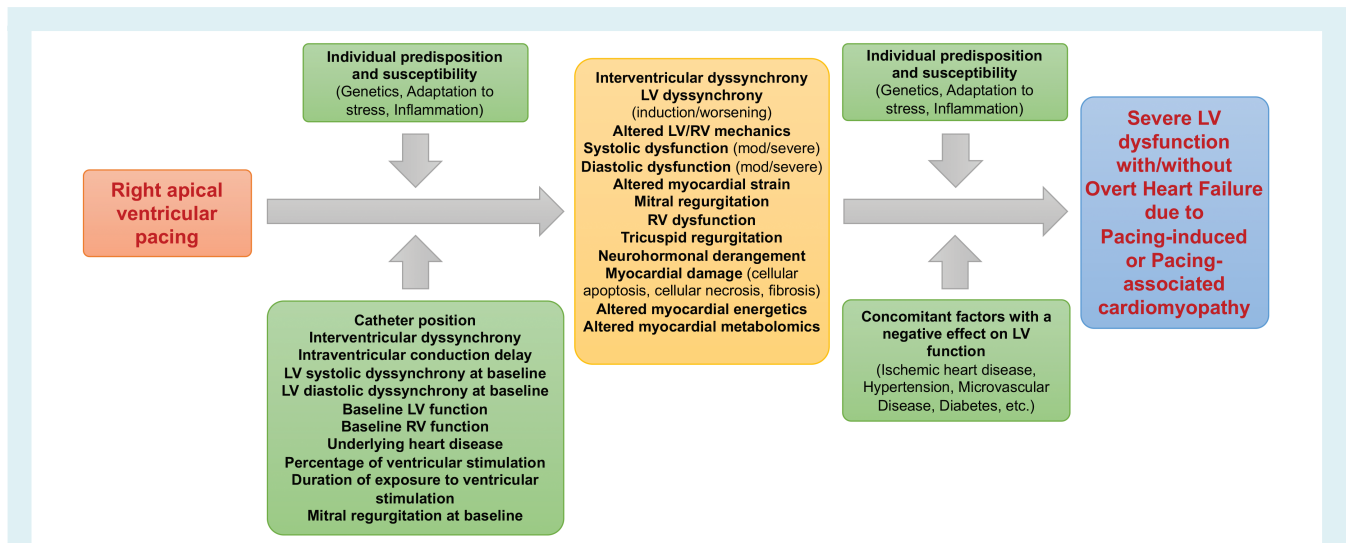 Right apical
ventricular
pacing
Individual predisposition
and susceptibility
(Genetics, Adaptation to
stress, Inflammation)
Catheter position
Interventricular dyssynchrony
Intraventricular conduction delay
LV systolic dyssynchrony at baseline
LV diastolic dyssynchrony at baseline
Baseline LV function
Baseline RV function
Underlying heart disease
Percentage of ventricular stimulation
Duration of exposure to ventricular
stimulation
Mitral regurgitation at baseline
Interventricular dyssynchrony
LV dyssynchrony
(induction/worsening)
Altered LV/RV mechanics
Systolic dysfunction (mod/severe)
Diastolic dysfunction (mod/severe)
Altered myocardial strain
Mitral regurgitation
RV dysfunction
Tricuspid regurgitation
Neurohormonal derangement
Myocardial damage (cellular
apoptosis, cellular necrosis, fibrosis)
Altered myocardial energetics
Altered myocardial metabolomics
Individual predisposition
and susceptibility
(Genetics, Adaptation to
stress, Inflammation)
Concomitant factors with a
negative effect on LV
function
(Ischemic heart disease,
Hypertension, Microvascular
Disease, Diabetes, etc.)
Severe LV
dysfunction
with/without
Overt Heart Failure
due to
Pacing-induced
or Pacing-
associated
cardiomyopathy